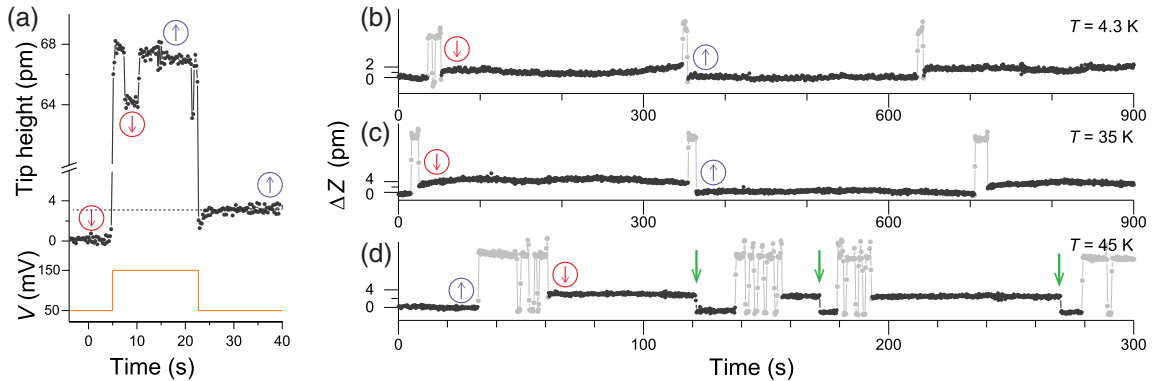 (a)
Tip height (pm)
68
64
4
0
V (mV)
150
50
0
10
20
30
40
Time (s)
(b)
T = 4.3 K
2
0
0
300
600
900
(c)
T = 35 K
ΔZ (pm)
4
0
0
300
600
900
(d)
T = 45 K
4
0
0
100
200
300
Time (s)